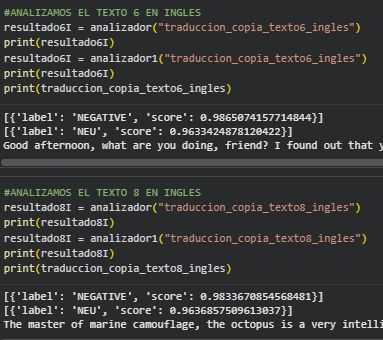 #ANALIZAMOS EL TEXTO 6 EN INGLES
resultado6I = analizador("traduccion_copia_texto6_ingles")
print(resultado6I)
resultado6I = analizador1("traduccion_copia_texto6_ingles")
print(resultado6I)
print(traduccion_copia_texto6_ingles)
[{'label': 'NEGATIVE', 'score': 0.9865074157714844}]
[{'label': 'NEU', 'score': 0.9633424878120422}]
Good afternoon, what are you doing, friend? I found out that y
#ANALIZAMOS EL TEXTO 8 EN INGLES
resultado8I = analizador("traduccion_copia_texto8_ingles")
print(resultado8I)
resultado8I = analizador1("traduccion_copia_texto8_ingles")
print(resultado8I)
print(traduccion_copia_texto8_ingles)
[{'label': 'NEGATIVE', 'score': 0.9833670854568481}]
[{'label': 'NEU', 'score': 0.9636857509613037}]
The master of marine camouflage, the octopus is a very intelli